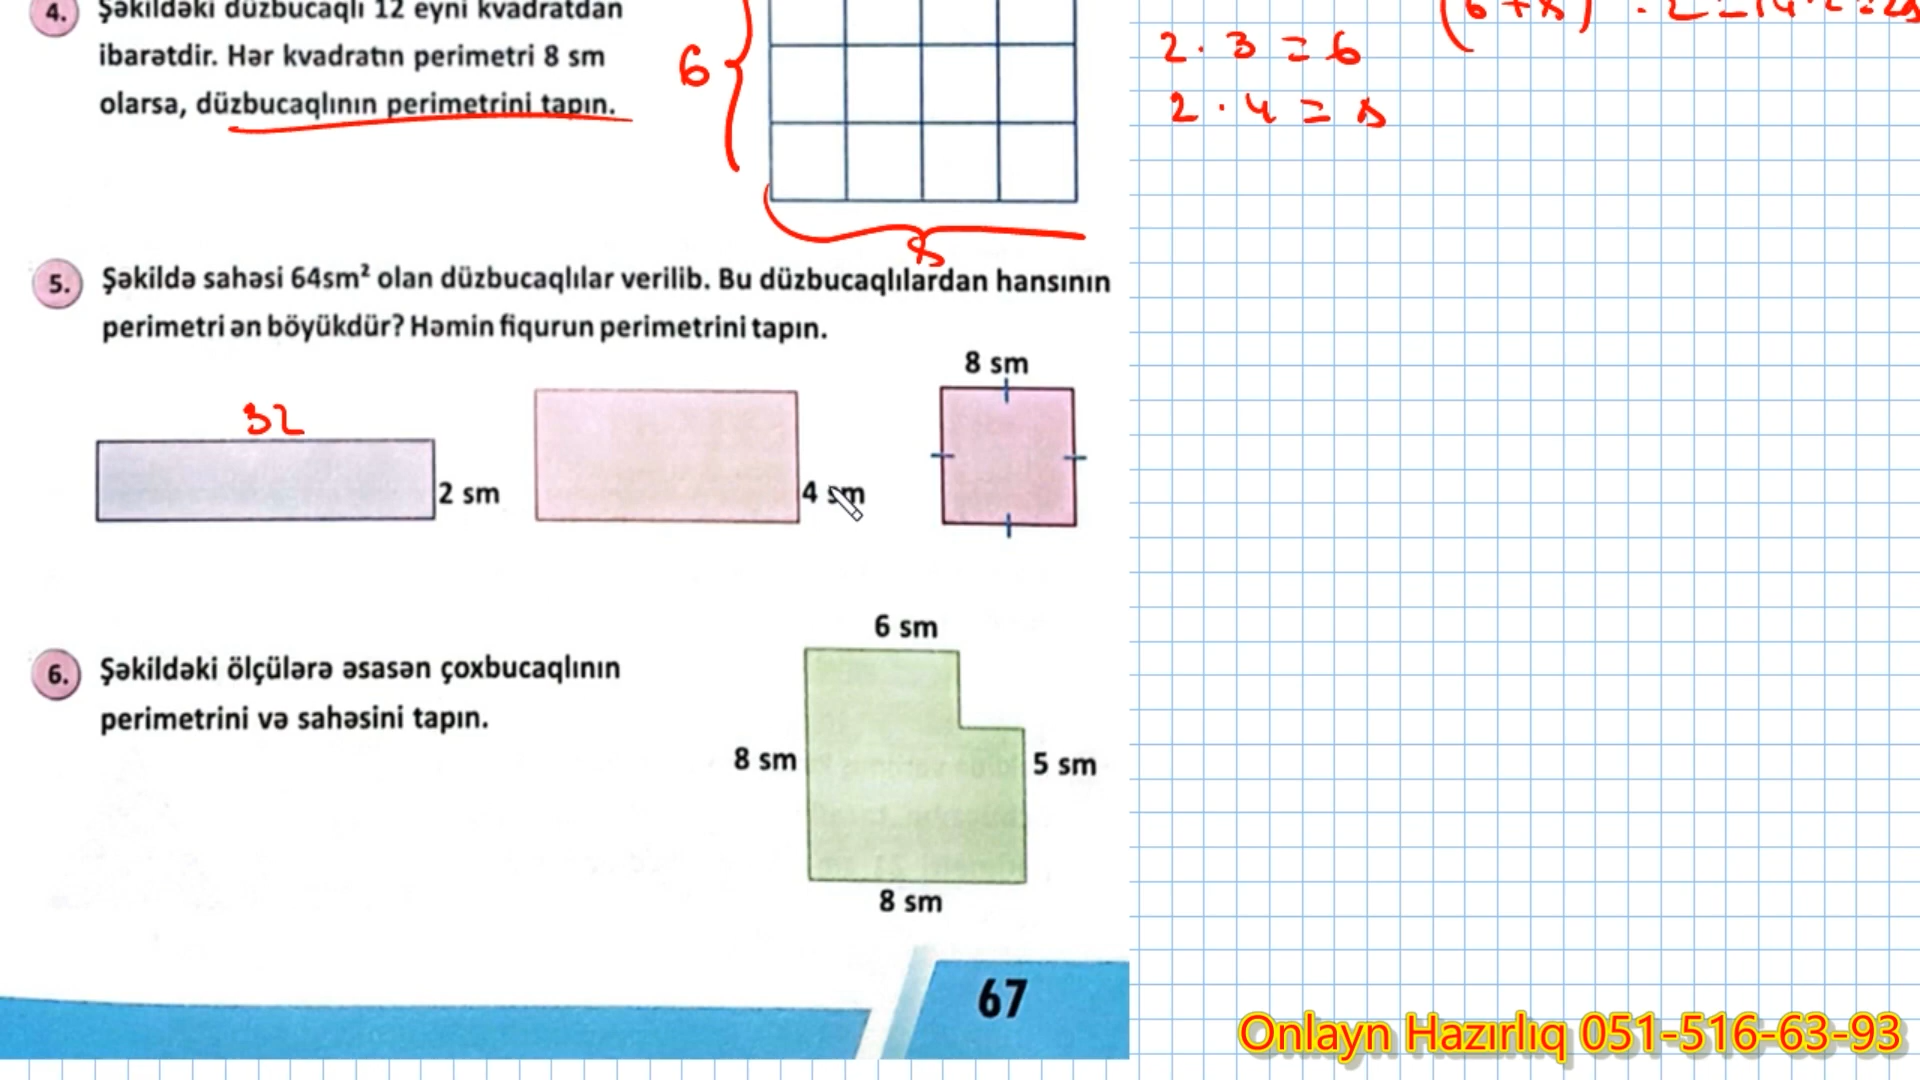 4. Şəkildəki düzbucaqlı 12 eyni kvadratdan
ibarətdir. Hər kvadratın perimetri 8 sm
olarsa, düzbucaqlının perimetrini tapın.
6
8
2 · 3 = 6
2 · 4 = 8
5. Şəkildə sahəsi 64sm² olan düzbucaqlılar verilib. Bu düzbucaqlılardan hansının
perimetri ən böyükdür? Həmin fiqurun perimetrini tapın.
32
2 sm
4 sm
8 sm
6. Şəkildəki ölçülərə əsasən çoxbucaqlının
perimetrini və sahəsini tapın.
6 sm
8 sm
5 sm
8 sm
67
Onlayn Hazırlıq 051-516-63-93